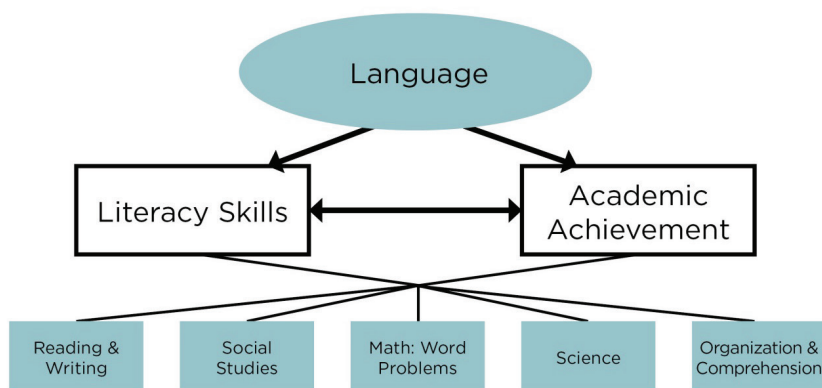 Language
Literacy Skills
Academic
Achievement
Reading &
Writing
Social
Studies
Math: Word
Problems
Science
Organization &
Comprehension